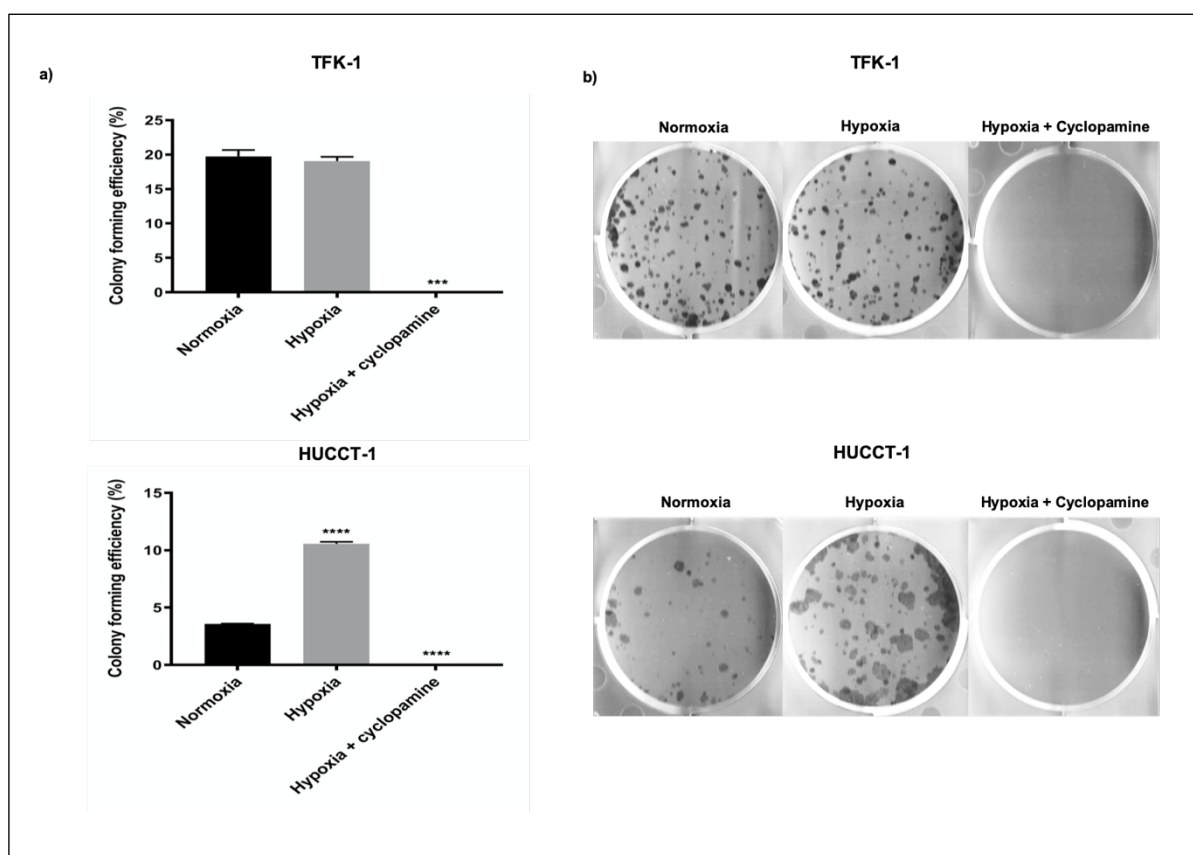 a)
TFK-1
Colony forming efficiency (%)
25
20
15
10
5
0
***
Normoxia
Hypoxia
Hypoxia + cyclopamine
HUCCT-1
Colony forming efficiency (%)
15
10
5
0
****
****
Normoxia
Hypoxia
Hypoxia + cyclopamine
b)
TFK-1
Normoxia Hypoxia Hypoxia + Cyclopamine
HUCCT-1
Normoxia Hypoxia Hypoxia + Cyclopamine